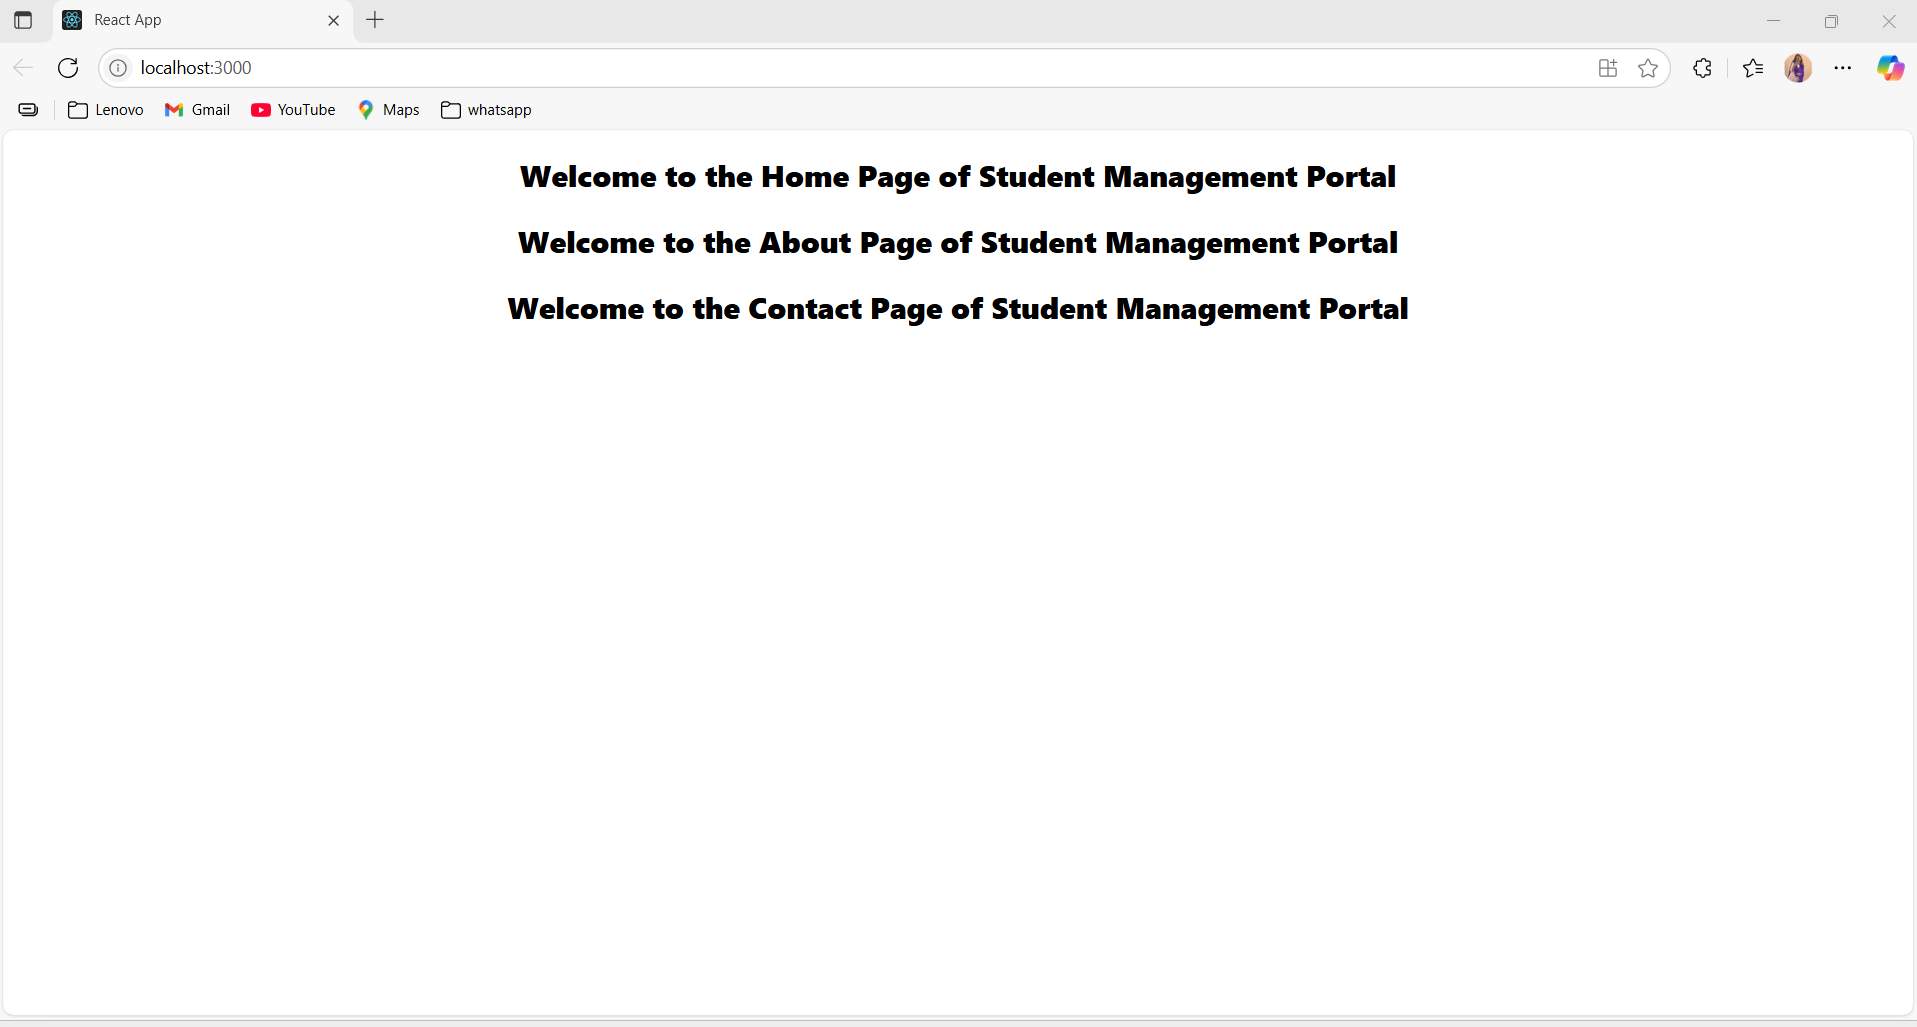 React App
localhost:3000
Lenovo Gmail YouTube Maps whatsapp
Welcome to the Home Page of Student Management Portal
Welcome to the About Page of Student Management Portal
Welcome to the Contact Page of Student Management Portal